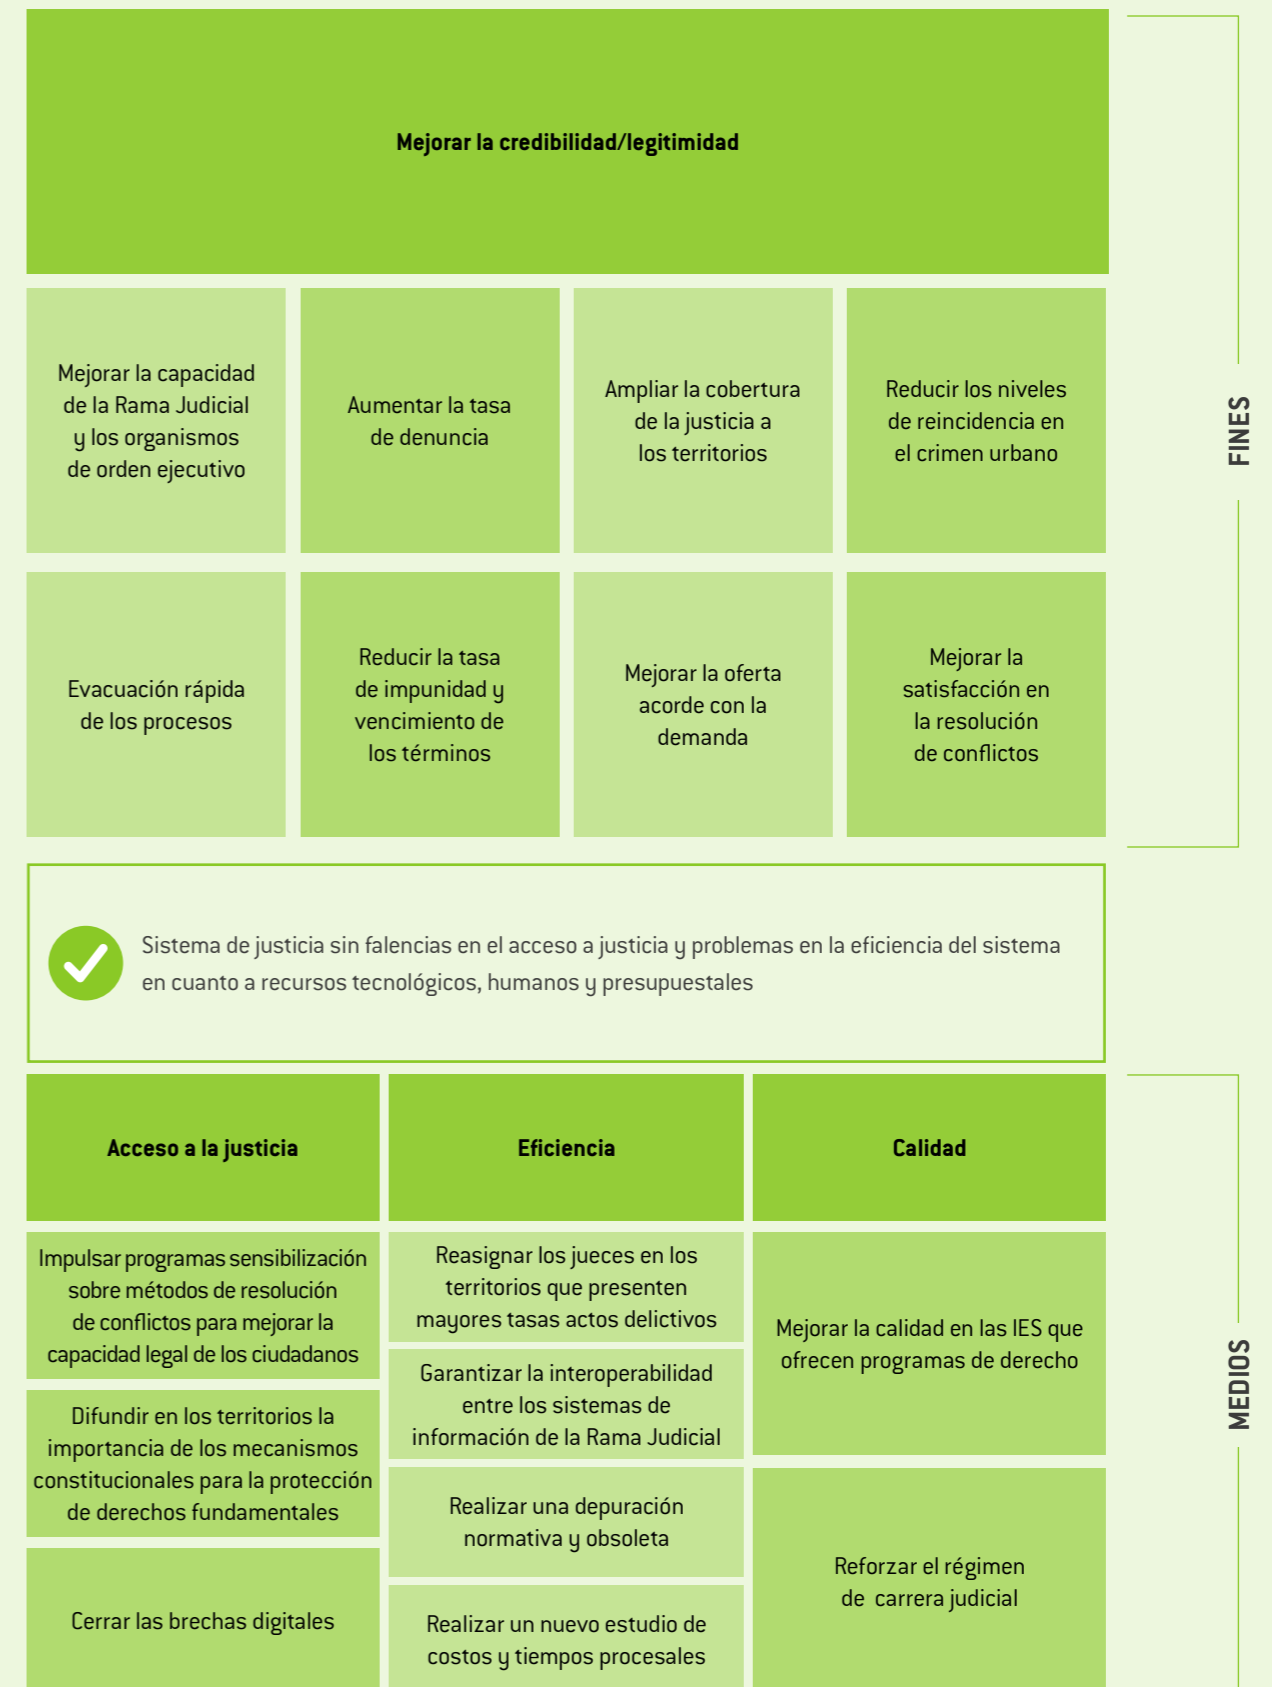 Mejorar la credibilidad/legitimidad
Mejorar la capacidad
de la Rama Judicial
y los organismos
de orden ejecutivo
Aumentar la tasa
de denuncia
Ampliar la cobertura
de la justicia a
los territorios
Reducir los niveles
de reincidencia en
el crimen urbano
FINES
Evacuación rápida
de los procesos
Reducir la tasa
de impunidad y
vencimiento de
los términos
Mejorar la oferta
acorde con la
demanda
Mejorar la
satisfacción en
la resolución
de conflictos
Sistema de justicia sin falencias en el acceso a justicia y problemas en la eficiencia del sistema
en cuanto a recursos tecnológicos, humanos y presupuestales
Acceso a la justicia
Impulsar programas sensibilización
sobre métodos de resolución
de conflictos para mejorar la
capacidad legal de los ciudadanos
Difundir en los territorios la
importancia de los mecanismos
constitucionales para la protección
de derechos fundamentales
Cerrar las brechas digitales
Eficiencia
Reasignar los jueces en los
territorios que presenten
mayores tasas actos delictivos
Garantizar la interoperabilidad
entre los sistemas de
información de la Rama Judicial
Realizar una depuración
normativa y obsoleta
Realizar un nuevo estudio de
costos y tiempos procesales
Calidad
Mejorar la calidad en las IES que
ofrecen programas de derecho
Reforzar el régimen
de carrera judicial
MEDIOS